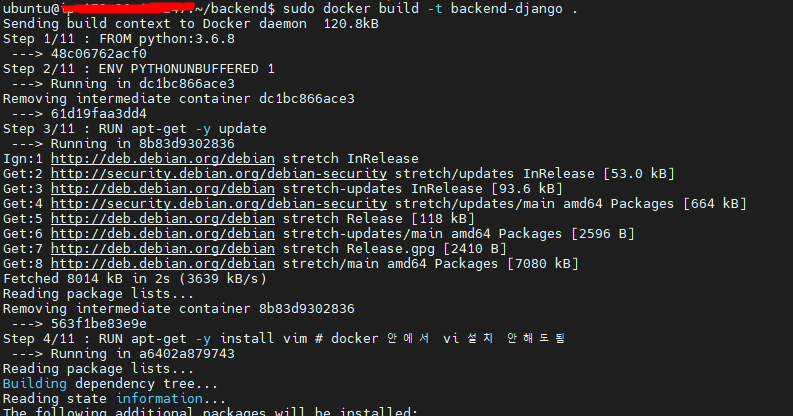 ubuntu@ip-:~/backend$ sudo docker build -t backend-django .
Sending build context to Docker daemon  120.8kB
Step 1/11 : FROM python:3.6.8
 ---> 48c06762acf0
Step 2/11 : ENV PYTHONUNBUFFERED 1
 ---> Running in dc1bc866ace3
Removing intermediate container dc1bc866ace3
 ---> 61d19faa3dd4
Step 3/11 : RUN apt-get -y update
 ---> Running in 8b83d9302836
Ign:1 http://deb.debian.org/debian stretch InRelease
Get:2 http://security.debian.org/debian-security stretch/updates InRelease [53.0 kB]
Get:3 http://deb.debian.org/debian stretch-updates InRelease [93.6 kB]
Get:4 http://security.debian.org/debian-security stretch/updates/main amd64 Packages [664 kB]
Get:5 http://deb.debian.org/debian stretch Release [118 kB]
Get:6 http://deb.debian.org/debian stretch-updates/main amd64 Packages [2596 B]
Get:7 http://deb.debian.org/debian stretch Release.gpg [2410 B]
Get:8 http://deb.debian.org/debian stretch/main amd64 Packages [7080 kB]
Fetched 8014 kB in 2s (3639 kB/s)
Reading package lists...
Removing intermediate container 8b83d9302836
 ---> 563f1be83e9e
Step 4/11 : RUN apt-get -y install vim # docker 안에서 vi 설치 안해도됨
 ---> Running in a6402a879743
Reading package lists...
Building dependency tree...
Reading state information...
The following additional packages will be installed: